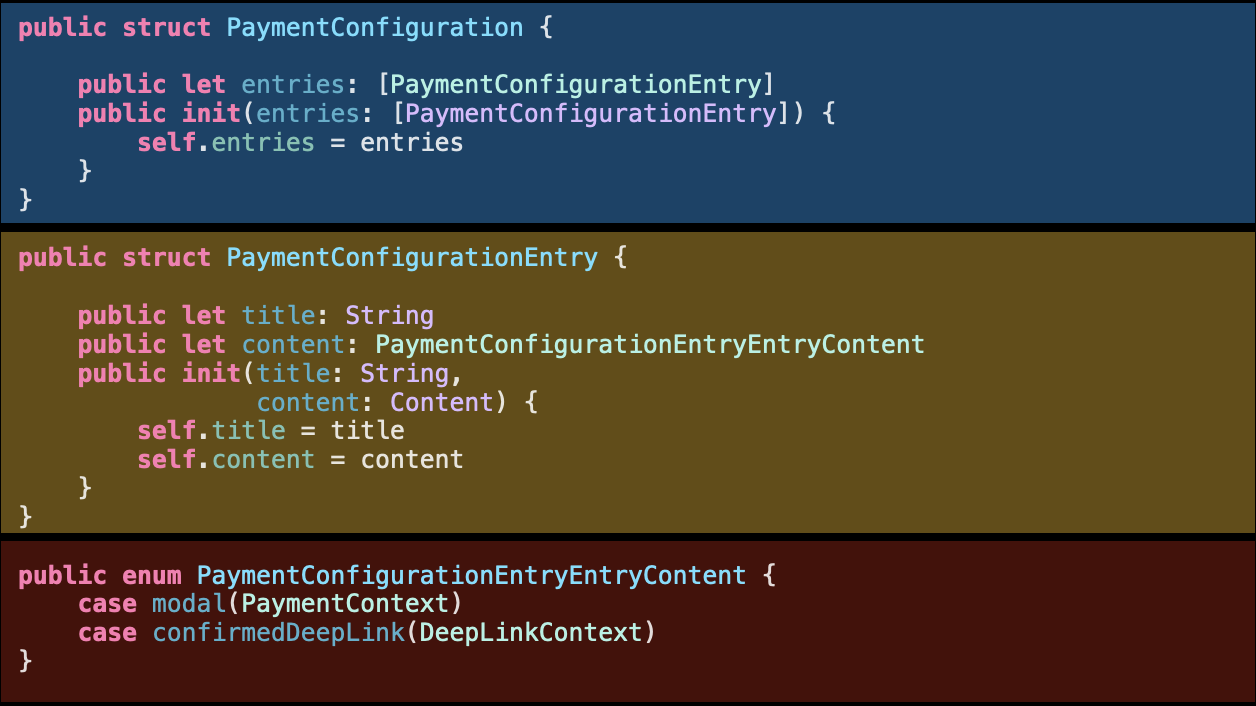 public struct PaymentConfiguration {
    public let entries: [PaymentConfigurationEntry]
    public init(entries: [PaymentConfigurationEntry]) {
        self.entries = entries
    }
}
public struct PaymentConfigurationEntry {
    public let title: String
    public let content: PaymentConfigurationEntryEntryContent
    public init(title: String,
                content: Content) {
        self.title = title
        self.content = content
    }
}
public enum PaymentConfigurationEntryEntryContent {
    case modal(PaymentContext)
    case confirmedDeepLink(DeepLinkContext)
}